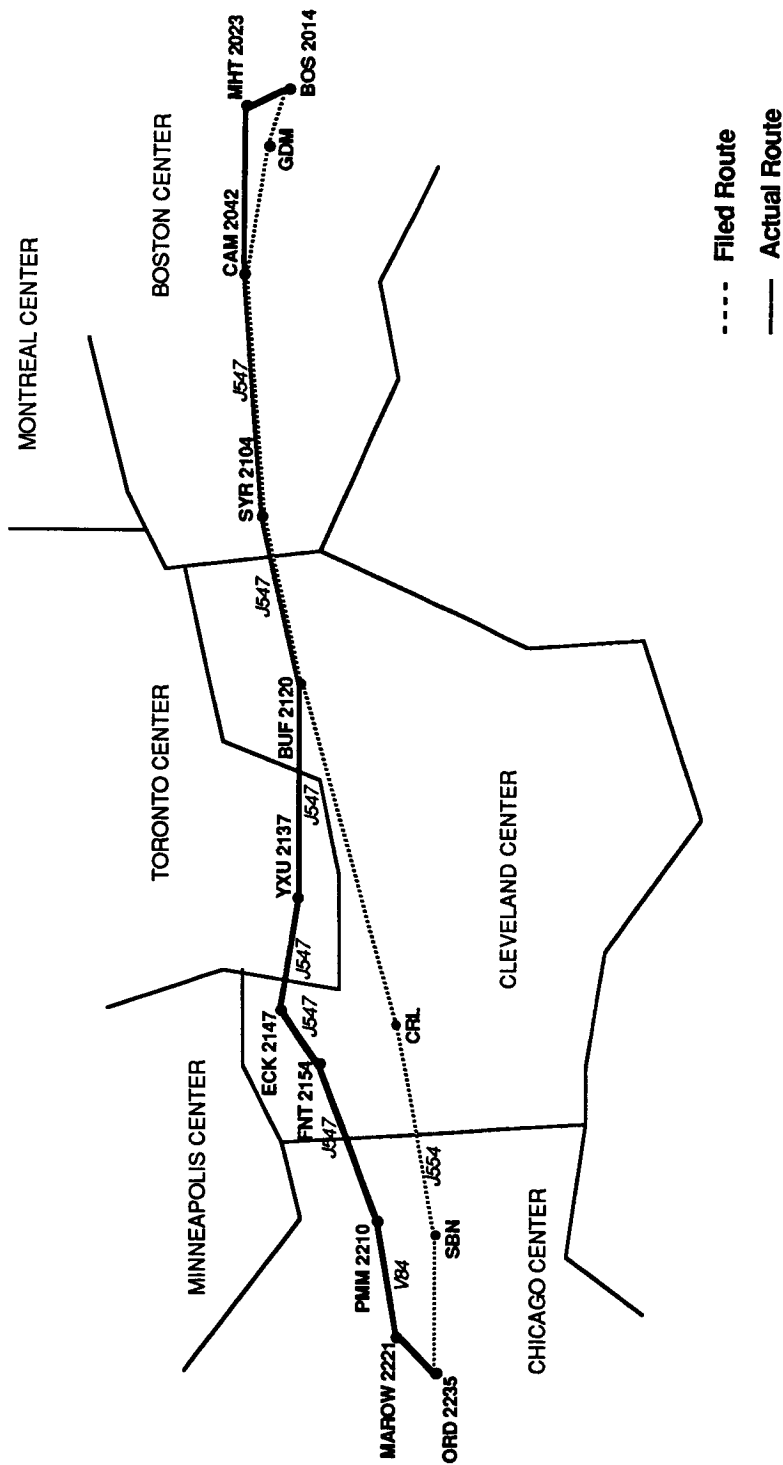 MONTREAL CENTER
BOSTON CENTER
MHT 2023
BOS 2014
GDM
CAM 2042
J547
SYR 2104
J547
TORONTO CENTER
BUF 2120
J547
YXU 2137
J547
ECK 2147
J547
FNT 2154
J547
CRL
CLEVELAND CENTER
MINNEAPOLIS CENTER
PMM 2210
V84
J554
SBN
MAROW 2221
ORD 2235
CHICAGO CENTER
Filed Route
Actual Route